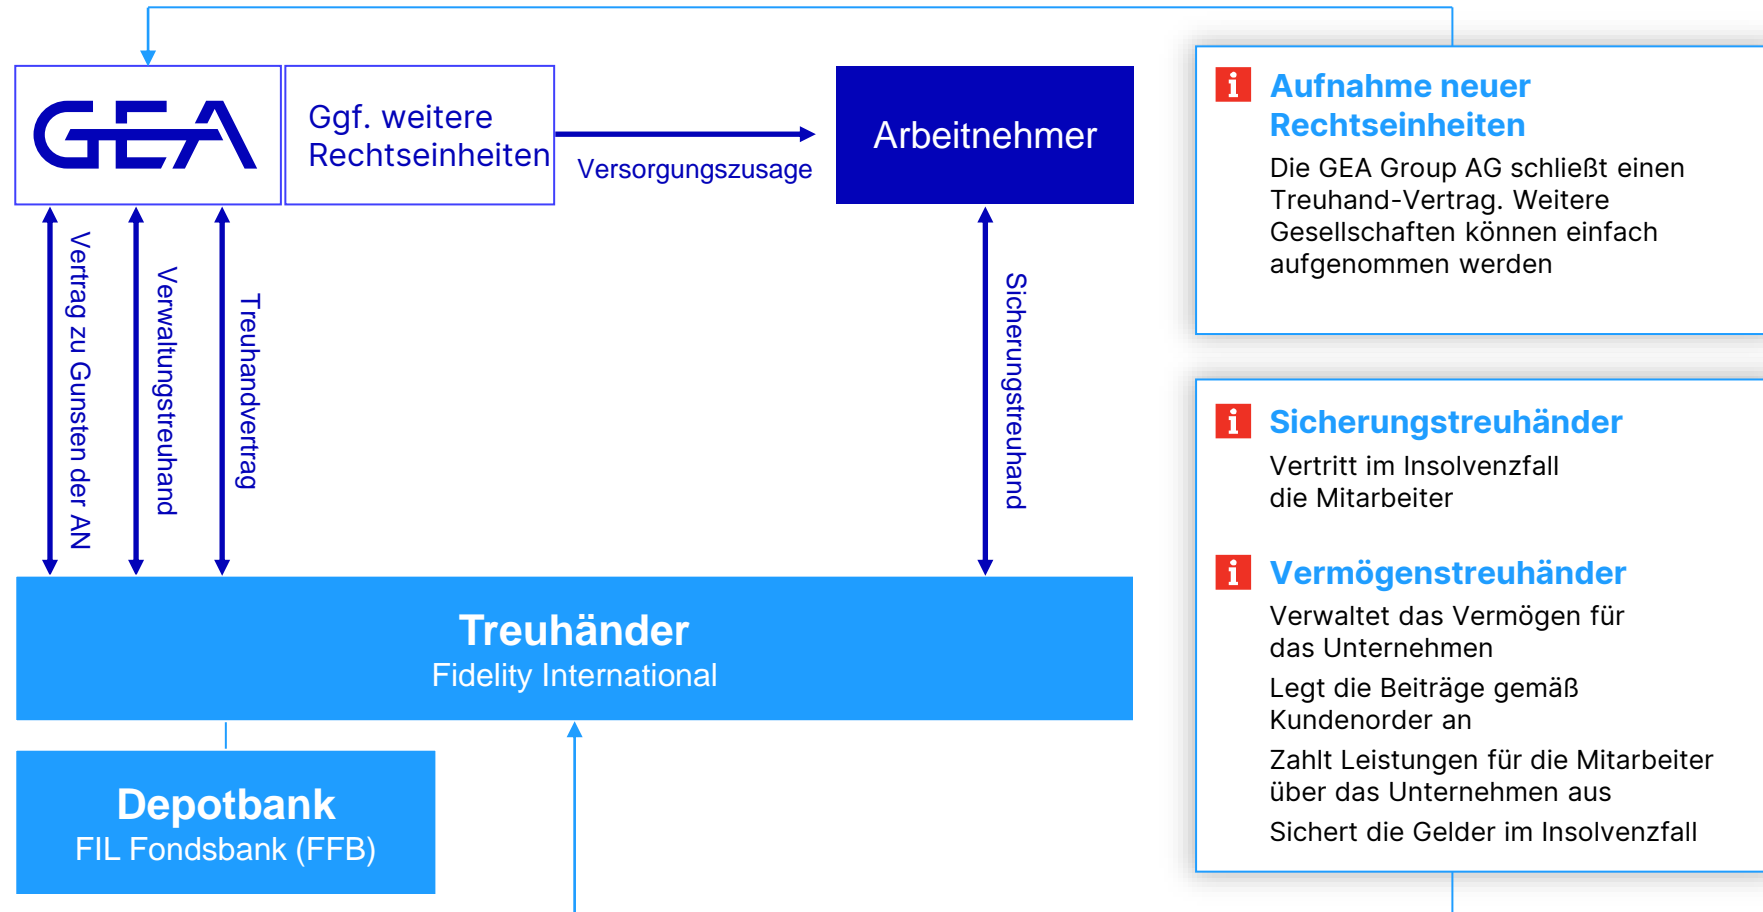 GEA
Ggf. weitere
Rechtseinheiten
Versorgungszusage
Arbeitnehmer
Vertrag zu Gunsten der AN
Verwaltungstreuhand
Treuhandvertrag
Sicherungstreuhand
Treuhänder
Fidelity International
Depotbank
FIL Fondsbank (FFB)
i Aufnahme neuer
Rechtseinheiten
Die GEA Group AG schließt einen
Treuhand-Vertrag. Weitere
Gesellschaften können einfach
aufgenommen werden
i Sicherungstreuhänder
Vertritt im Insolvenzfall
die Mitarbeiter
i Vermögenstreuhänder
Verwaltet das Vermögen für
das Unternehmen
Legt die Beiträge gemäß
Kundenorder an
Zahlt Leistungen für die Mitarbeiter
über das Unternehmen aus
Sichert die Gelder im Insolvenzfall